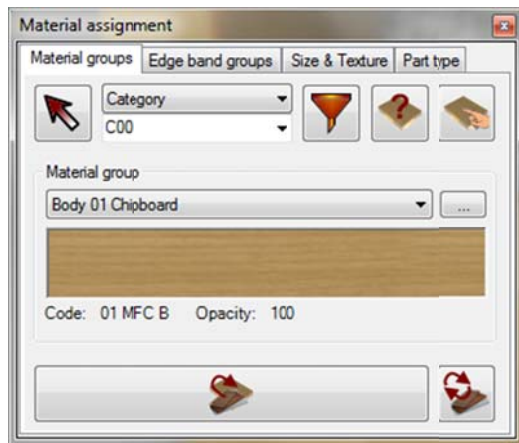 Material assignment
Material groups Edge band groups Size & Texture Part type
Category
C00
Material group
Body 01 Chipboard ...
Code: 01 MFC B Opacity: 100